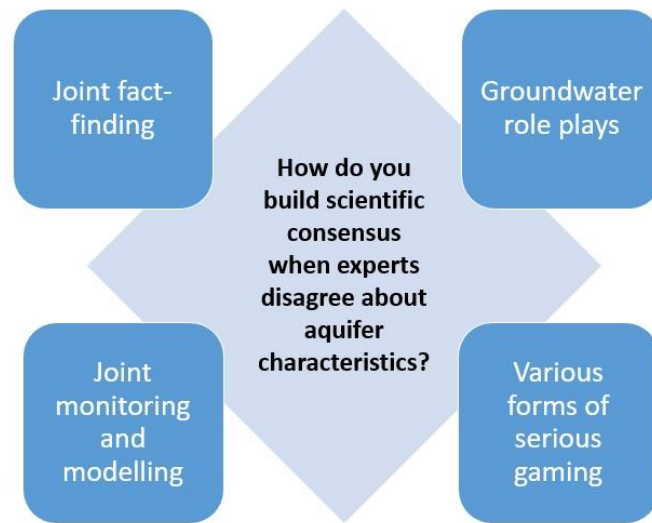 Joint fact-
finding
Groundwater
role plays
How do you
build scientific
consensus
when experts
disagree about
aquifer
characteristics?
Joint
monitoring
and
modelling
Various
forms of
serious
gaming